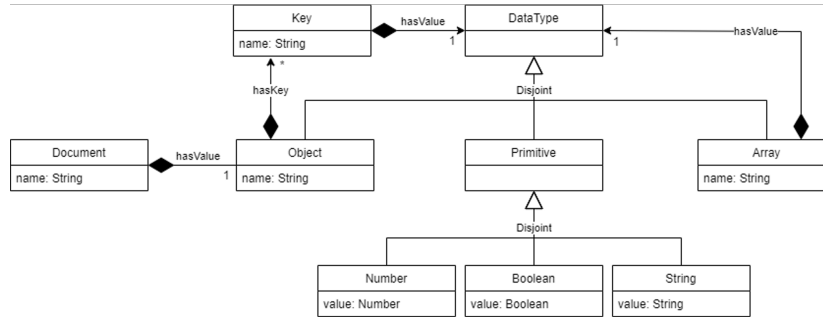 Key
hasValue
DataType
name: String
1
1
hasValue
*
hasKey
Disjoint
Document
hasValue
Object
Primitive
Array
name: String
1
name: String
name: String
Disjoint
Number
Boolean
String
value: Number
value: Boolean
value: String